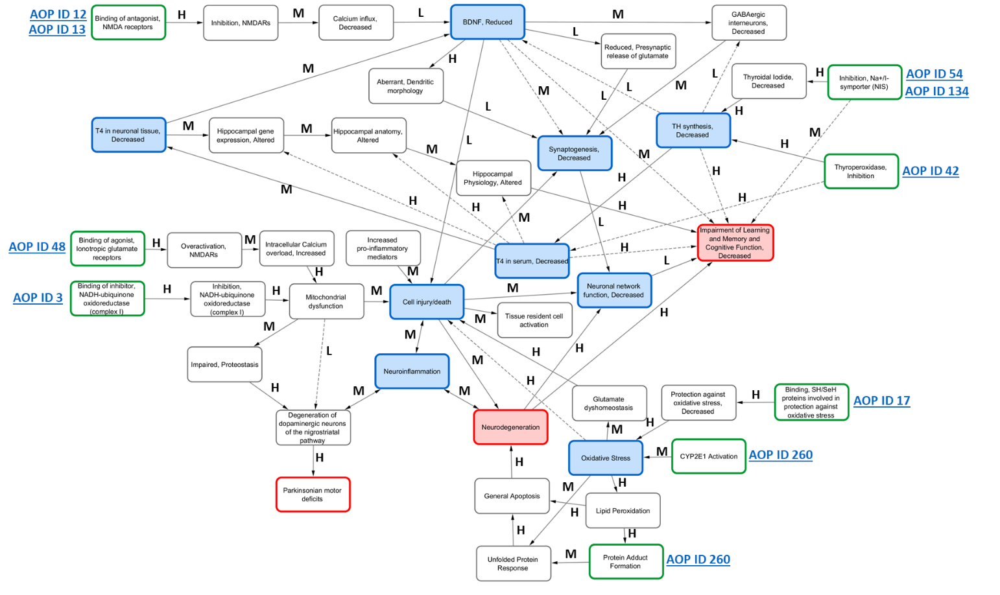 AOP ID 12
AOP ID 13
Binding of antagonist,
NMDA receptors
H
Inhibition, NMDARs
M
Calcium influx,
Decreased
L
BDNF, Reduced
M
GABAergic
interneurons,
Decreased
L
Reduced, Presynaptic
release of glutamate
H
M
Aberrant, Dendritic
morphology
M
L
L
L
M
Thyroidal Iodide,
Decreased
H
Inhibition, Na+/I-
symporter (NIS)
AOP ID 54
AOP ID 134
L
H
T4 in neuronal tissue,
Decreased
M
Hippocampal gene
expression, Altered
M
Hippocampal anatomy,
Altered
M
L
Synaptogenesis,
Decreased
M
TH synthesis,
Decreased
M
H
Thyroperoxidase,
Inhibition
AOP ID 42
Hippocampal
Physiology, Altered
H
H
M
H
H
H
H
M
L
Impairment of Learning
and Memory and
Cognitive Function,
Decreased
AOP ID 48
Binding of agonist,
Ionotropic glutamate
receptors
H
Overactivation,
NMDARs
M
Intracellular Calcium
overload, Increased
Increased
pro-inflammatory
mediators
T4 in serum, Decreased
H
L
H
M
AOP ID 3
Binding of inhibitor,
NADH-ubiquinone
oxidoreductase
(complex I)
H
Inhibition,
NADH-ubiquinone
oxidoreductase
(complex I)
H
Mitochondrial
dysfunction
M
Cell injury/death
M
Neuronal network
function, Decreased
M
Tissue resident cell
activation
H
M
M
L
H
H
Impaired, Proteostasis
Neuroinflammation
M
H
H
M
M
Glutamate
dyshomeostasis
Protection against
oxidative stress,
Decreased
H
Binding, SH/SeH
proteins involved in
protection against
oxidative stress
AOP ID 17
Degeneration of
dopaminergic neurons
of the nigrostriatal
pathway
Neurodegeneration
M
H
H
H
Oxidative Stress
M
CYP2E1 Activation
AOP ID 260
Parkinsonian motor
deficits
General Apoptosis
M
H
H
Lipid Peroxidation
H
H
Unfolded Protein
Response
M
Protein Adduct
Formation
AOP ID 260